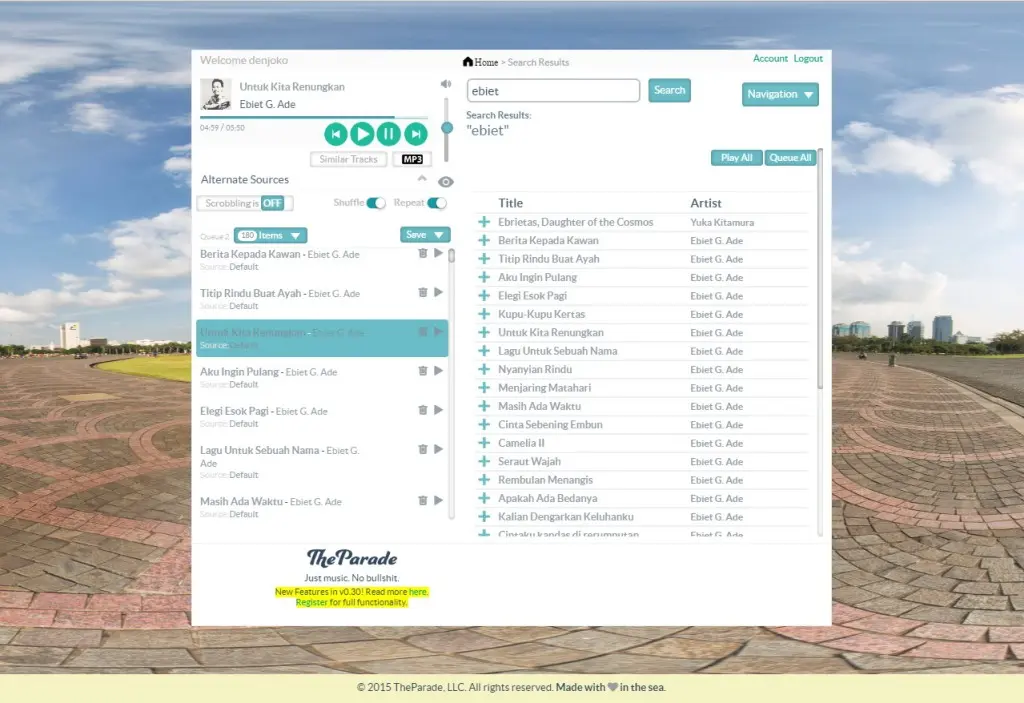 Welcome denjoko
Home > Search Results
Account Logout
Untuk Kita Renungkan
Ebiet G. Ade
04:59 / 05:50
Similar Tracks
MP3
Alternate Sources
Scrobbling is OFF
Shuffle
Repeat
Queue 2
180 Items
Save
Berita Kepada Kawan - Ebiet G. Ade
Source: Default
Titip Rindu Buat Ayah - Ebiet G. Ade
Source: Default
Untuk Kita Renungkan - Ebiet G. Ade
Source: Default
Aku Ingin Pulang - Ebiet G. Ade
Source: Default
Elegi Esok Pagi - Ebiet G. Ade
Source: Default
Lagu Untuk Sebuah Nama - Ebiet G.
Ade
Source: Default
Masih Ada Waktu - Ebiet G. Ade
Source: Default
ebiet
Search
Navigation
Search Results:
"ebiet"
Play All
Queue All
Title Artist
Ebrietas, Daughter of the Cosmos Yuka Kitamura
Berita Kepada Kawan Ebiet G. Ade
Titip Rindu Buat Ayah Ebiet G. Ade
Aku Ingin Pulang Ebiet G. Ade
Elegi Esok Pagi Ebiet G. Ade
Kupu-Kupu Kertas Ebiet G. Ade
Untuk Kita Renungkan Ebiet G. Ade
Lagu Untuk Sebuah Nama Ebiet G. Ade
Nyanyian Rindu Ebiet G. Ade
Menjaring Matahari Ebiet G. Ade
Masih Ada Waktu Ebiet G. Ade
Cinta Sebening Embun Ebiet G. Ade
Camelia II Ebiet G. Ade
Seraut Wajah Ebiet G. Ade
Rembulan Menangis Ebiet G. Ade
Apakah Ada Bedanya Ebiet G. Ade
Kalian Dengarkan Keluhanku Ebiet G. Ade
Cintaku kandas di rerumputan Ebiet G. Ade
TheParade
Just music. No bullshit.
New Features in v0.30! Read more here.
Register for full functionality.
© 2015 TheParade, LLC. All rights reserved. Made with in the sea.